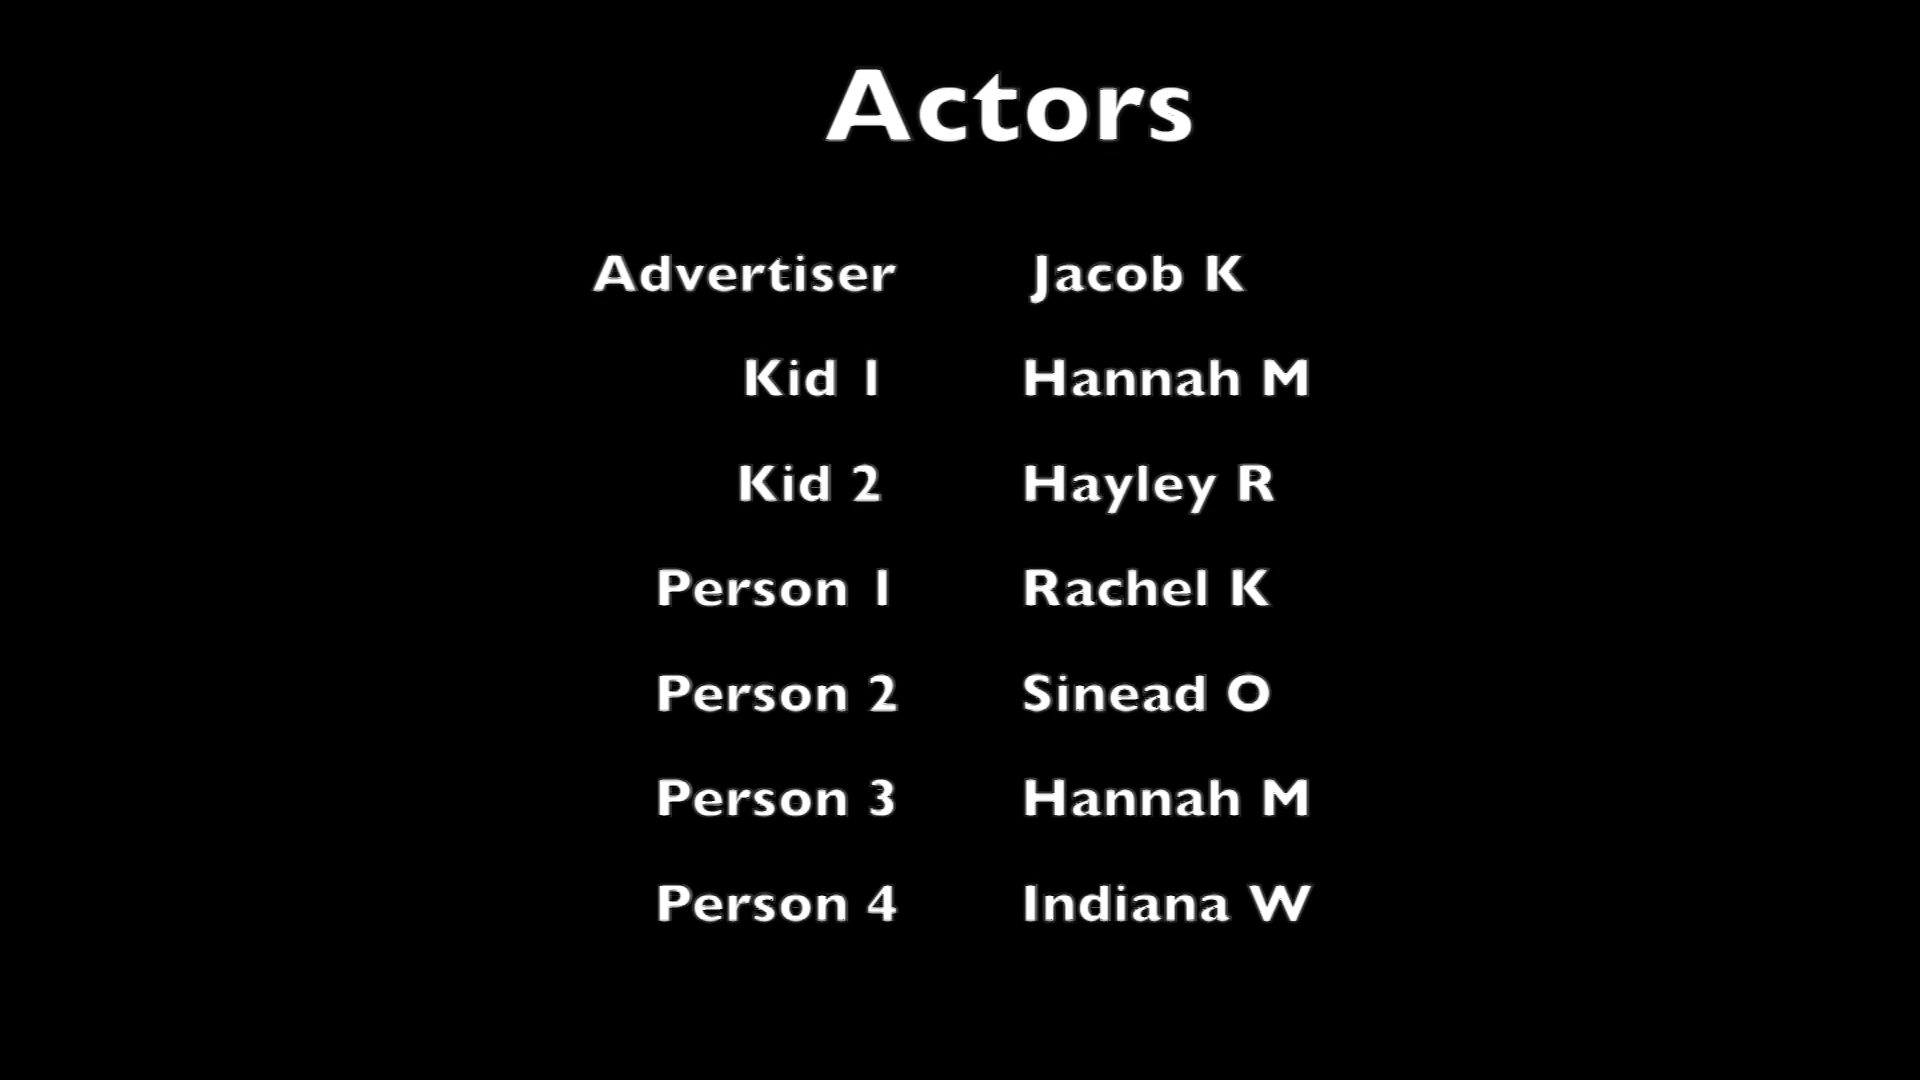 Actors
Advertiser Jacob K
Kid 1 Hannah M
Kid 2 Hayley R
Person 1 Rachel K
Person 2 Sinead O
Person 3 Hannah M
Person 4 Indiana W